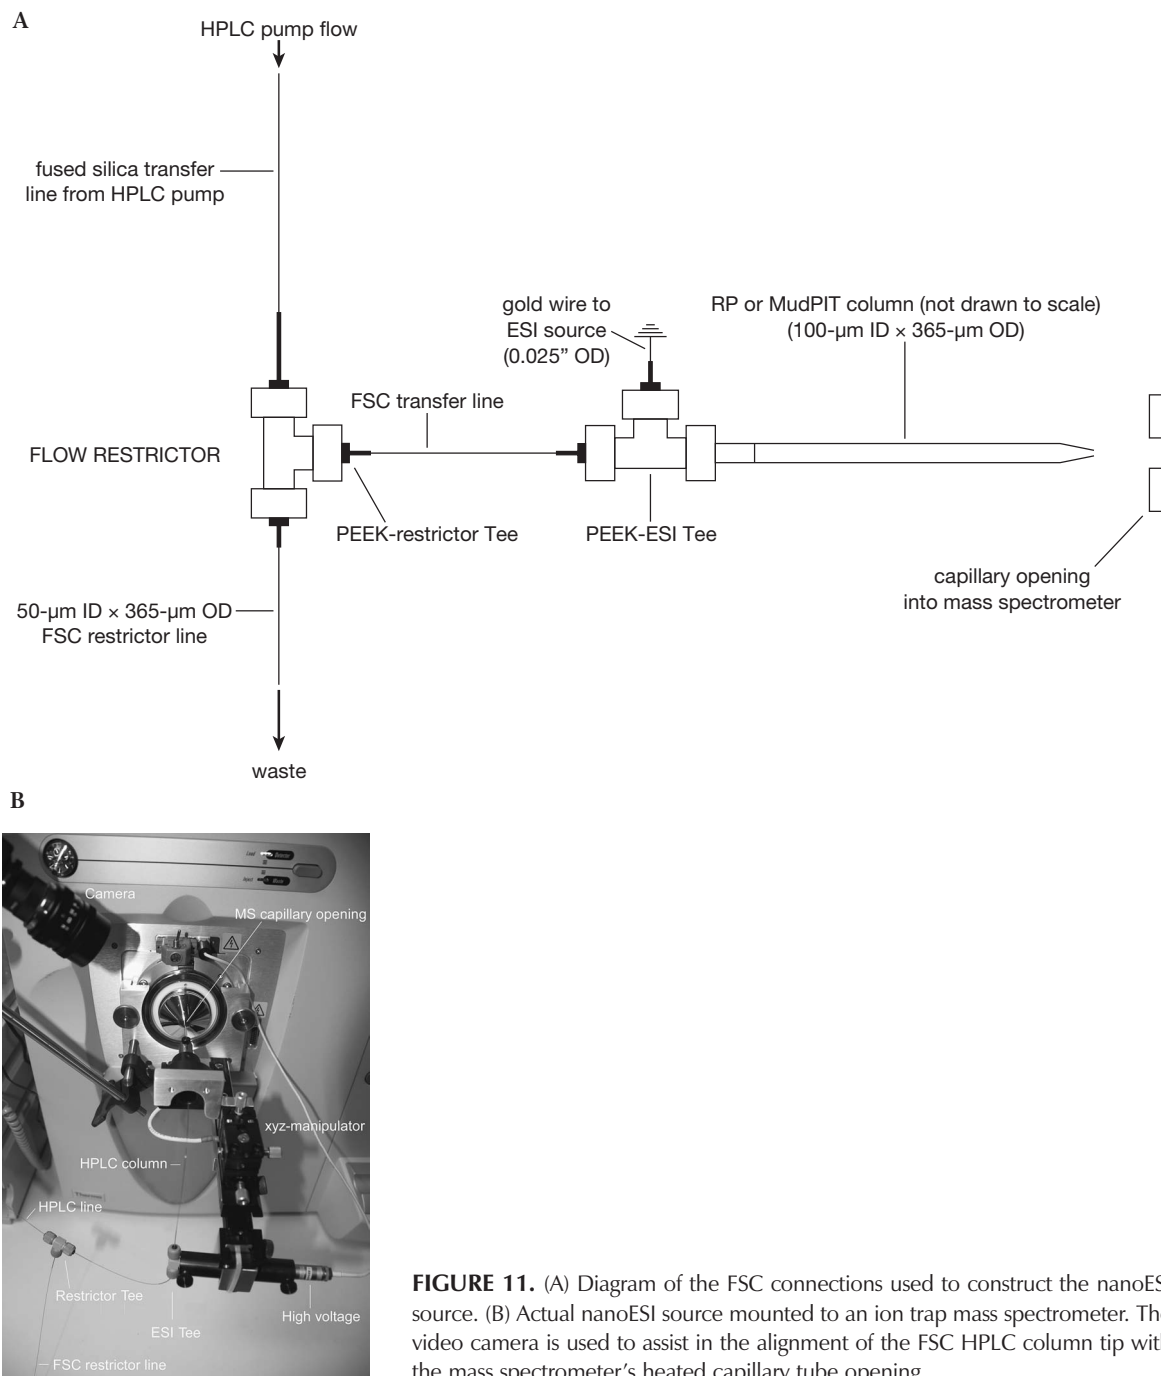 A
HPLC pump flow
fused silica transfer
line from HPLC pump
gold wire to
ESI source
(0.025” OD)
RP or MudPIT column (not drawn to scale)
(100-µm ID × 365-µm OD)
FSC transfer line
FLOW RESTRICTOR
PEEK-restrictor Tee
PEEK-ESI Tee
capillary opening
into mass spectrometer
50-µm ID × 365-µm OD
FSC restrictor line
waste
B
Camera
MS capillary opening
xyz-manipulator
HPLC column
HPLC line
Restrictor Tee
ESI Tee
High voltage
FSC restrictor line
FIGURE 11. (A) Diagram of the FSC connections used to construct the nanoES
source. (B) Actual nanoESI source mounted to an ion trap mass spectrometer. The
video camera is used to assist in the alignment of the FSC HPLC column tip with
the mass spectrometer’s heated capillary tube opening